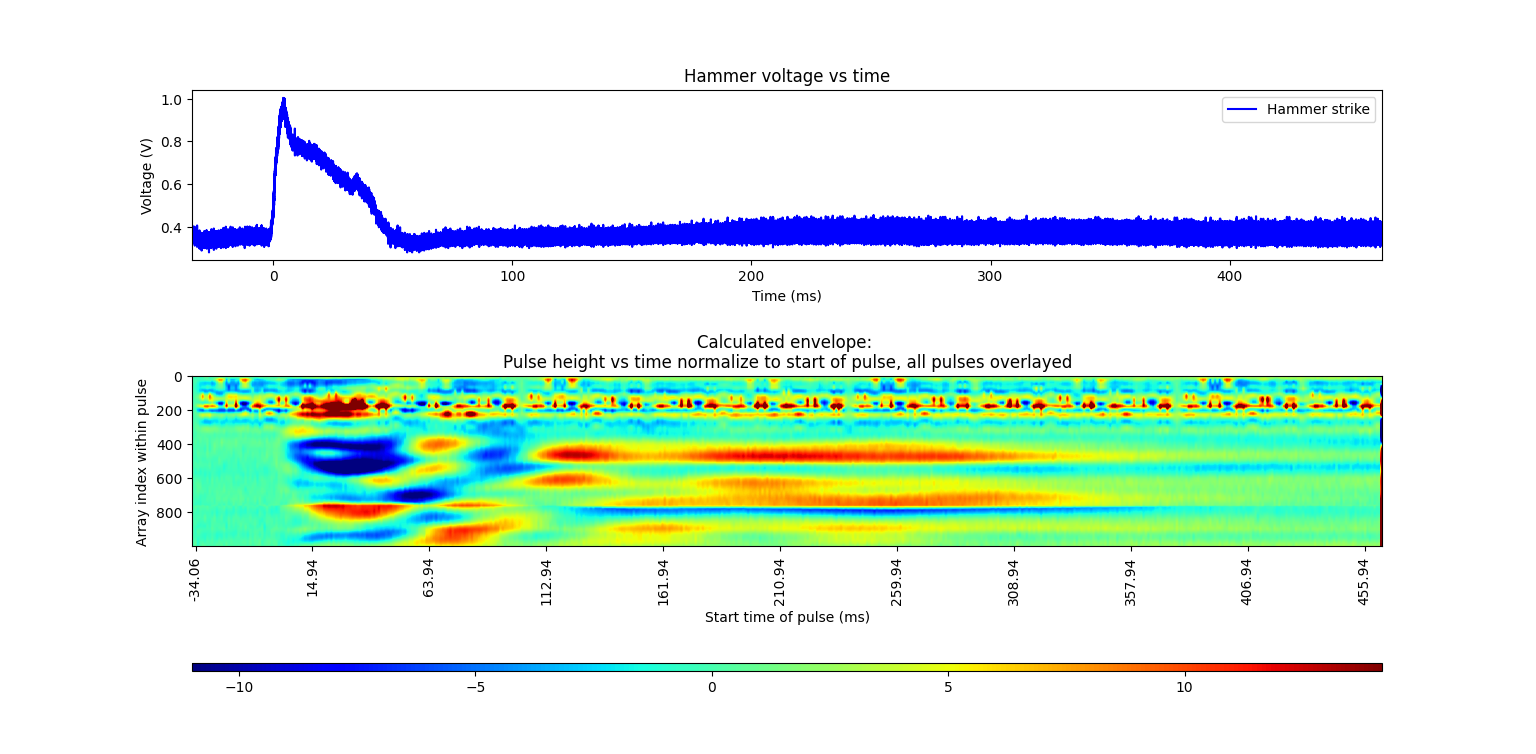 Hammer voltage vs time
1.0
0.8
0.6
0.4
Voltage (V)
Hammer strike
0 100 200 300 400
Time (ms)
Calculated envelope:
Pulse height vs time normalize to start of pulse, all pulses overlayed
0
200
400
600
800
Array index within pulse
-34.06 14.94 63.94 112.94 161.94 210.94 259.94 308.94 357.94 406.94 455.94
Start time of pulse (ms)
−10 −5 0 5 10